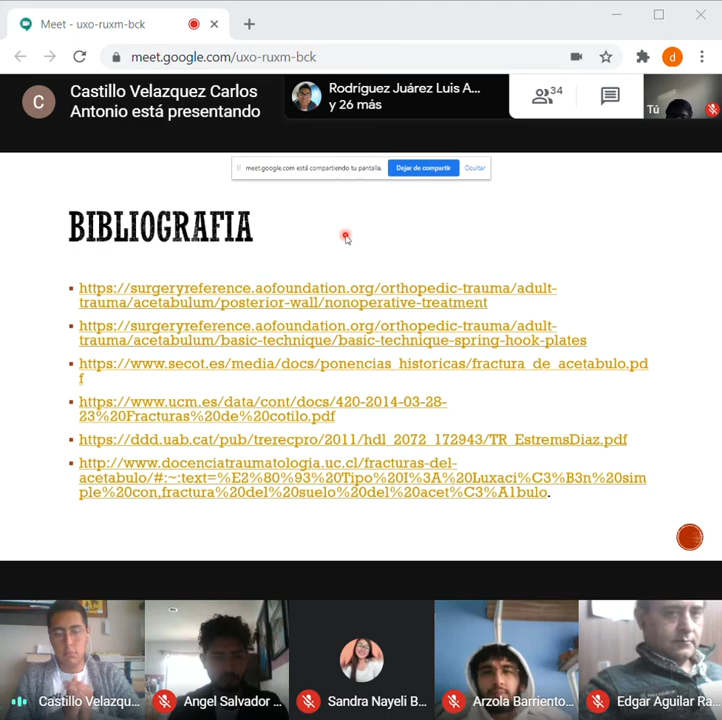 Meet - uxo-ruxm-bck
meet.google.com/uxo-ruxm-bck
d
C
Castillo Velazquez Carlos
Antonio está presentando
Rodríguez Juárez Luis A...
y 26 más
34
Tú
meet.google.com está compartiendo tu pantalla.
Dejar de compartir
Ocultar
BIBLIOGRAFIA
https://surgeryreference.aofoundation.org/orthopedic-trauma/adult-
trauma/acetabulum/posterior-wall/nonoperative-treatment
https://surgeryreference.aofoundation.org/orthopedic-trauma/adult-
trauma/acetabulum/basic-technique/basic-technique-spring-hook-plates
https://www.secot.es/media/docs/ponencias_historicas/fractura_de_acetabulo.pd
f
https://www.ucm.es/data/cont/docs/420-2014-03-28-
23%20Fracturas%20de%20cotilo.pdf
https://ddd.uab.cat/pub/trerecpro/2011/hdl_2072_172943/TR_EstremsDiaz.pdf
http://www.docenciatraumatologia.uc.cl/fracturas-del-
acetabulo/#:~:text=%E2%80%93%20Tipo%20I%3A%20Luxaci%C3%B3n%20sim
ple%20con,fractura%20del%20suelo%20del%20acet%C3%A1bulo.
Castillo Velazqu...
Angel Salvador ...
Sandra Nayeli B...
Arzola Barriento...
Edgar Aguilar Ra...